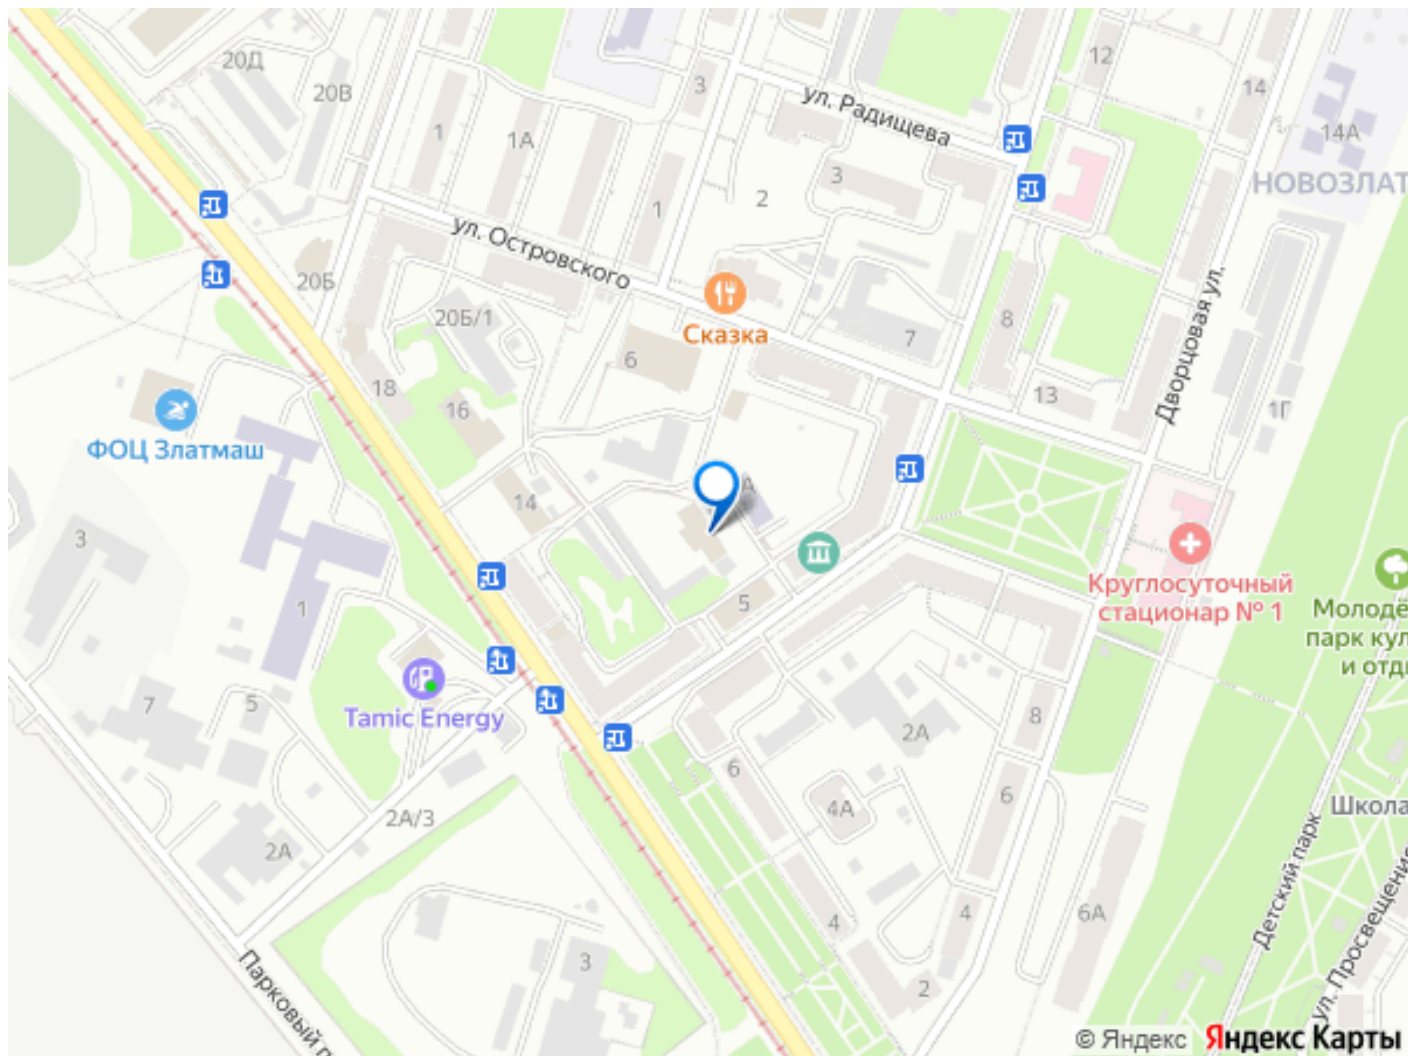 20Д
20В
1
1А
3
ул. Радищева
12
14
14А
НОВОЗЛАТ
3
2
1
ул. Островского
20Б
20Б/1
Сказка
7
8
Дворцовая ул.
6
18
16
13
1Г
ФОЦ Златмаш
14
А
3
1
5
Круглосуточный
стационар № 1
Молодё
парк кул
и отд
7
5
Tamic Energy
8
2А
6
6
4А
2А/3
2А
Школа
Детский парк
ул. Просвещения
4
4
6А
3
2
Парковый п
© Яндекс Яндекс Карты